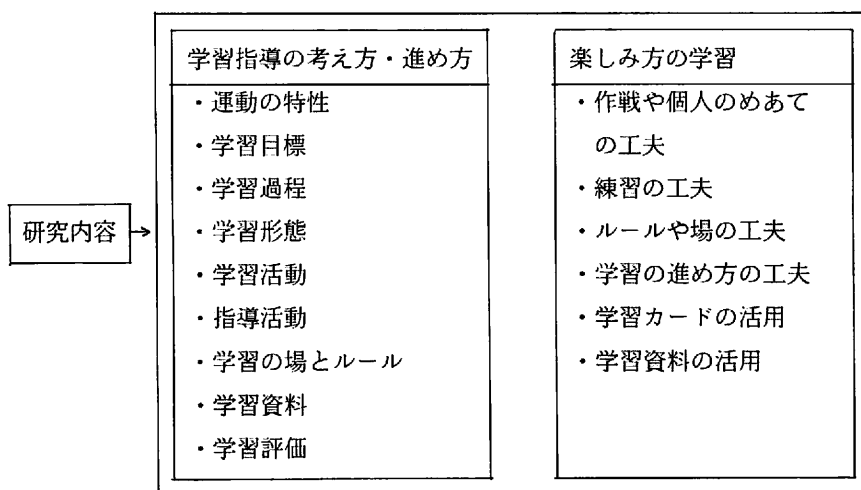 研究内容
学習指導の考え方・進め方
・運動の特性
・学習目標
・学習過程
・学習形態
・学習活動
・指導活動
・学習の場とルール
・学習資料
・学習評価
楽しみ方の学習
・作戦や個人のめあて
の工夫
・練習の工夫
・ルールや場の工夫
・学習の進め方の工夫
・学習カードの活用
・学習資料の活用